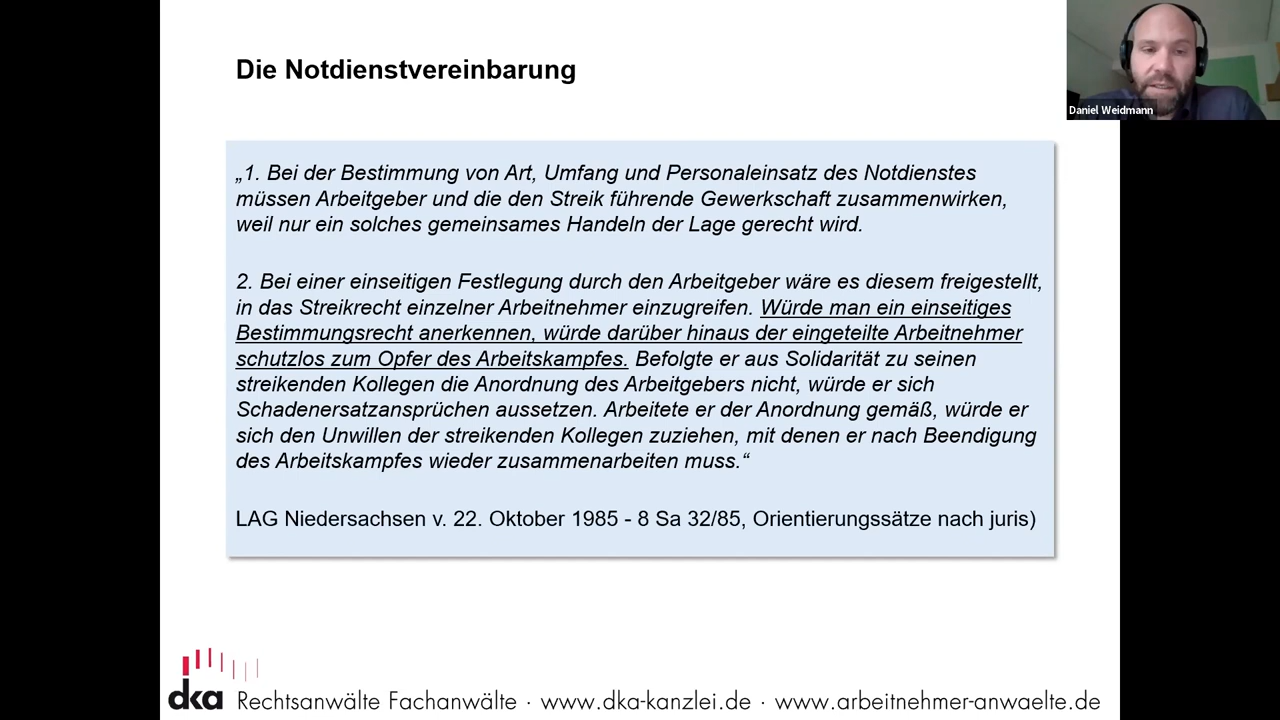 Die Notdienstvereinbarung
Daniel Weidmann
„1. Bei der Bestimmung von Art, Umfang und Personaleinsatz des Notdienstes
müssen Arbeitgeber und die den Streik führende Gewerkschaft zusammenwirken,
weil nur ein solches gemeinsames Handeln der Lage gerecht wird.
2. Bei einer einseitigen Festlegung durch den Arbeitgeber wäre es diesem freigestellt,
in das Streikrecht einzelner Arbeitnehmer einzugreifen. Würde man ein einseitiges
Bestimmungsrecht anerkennen, würde darüber hinaus der eingeteilte Arbeitnehmer
schutzlos zum Opfer des Arbeitskampfes. Befolgte er aus Solidarität zu seinen
streikenden Kollegen die Anordnung des Arbeitgebers nicht, würde er sich
Schadenersatzansprüchen aussetzen. Arbeitete er der Anordnung gemäß, würde er
sich den Unwillen der streikenden Kollegen zuziehen, mit denen er nach Beendigung
des Arbeitskampfes wieder zusammenarbeiten muss.“
LAG Niedersachsen v. 22. Oktober 1985 - 8 Sa 32/85, Orientierungssätze nach juris)
dka Rechtsanwälte Fachanwälte · www.dka-kanzlei.de · www.arbeitnehmer-anwaelte.de